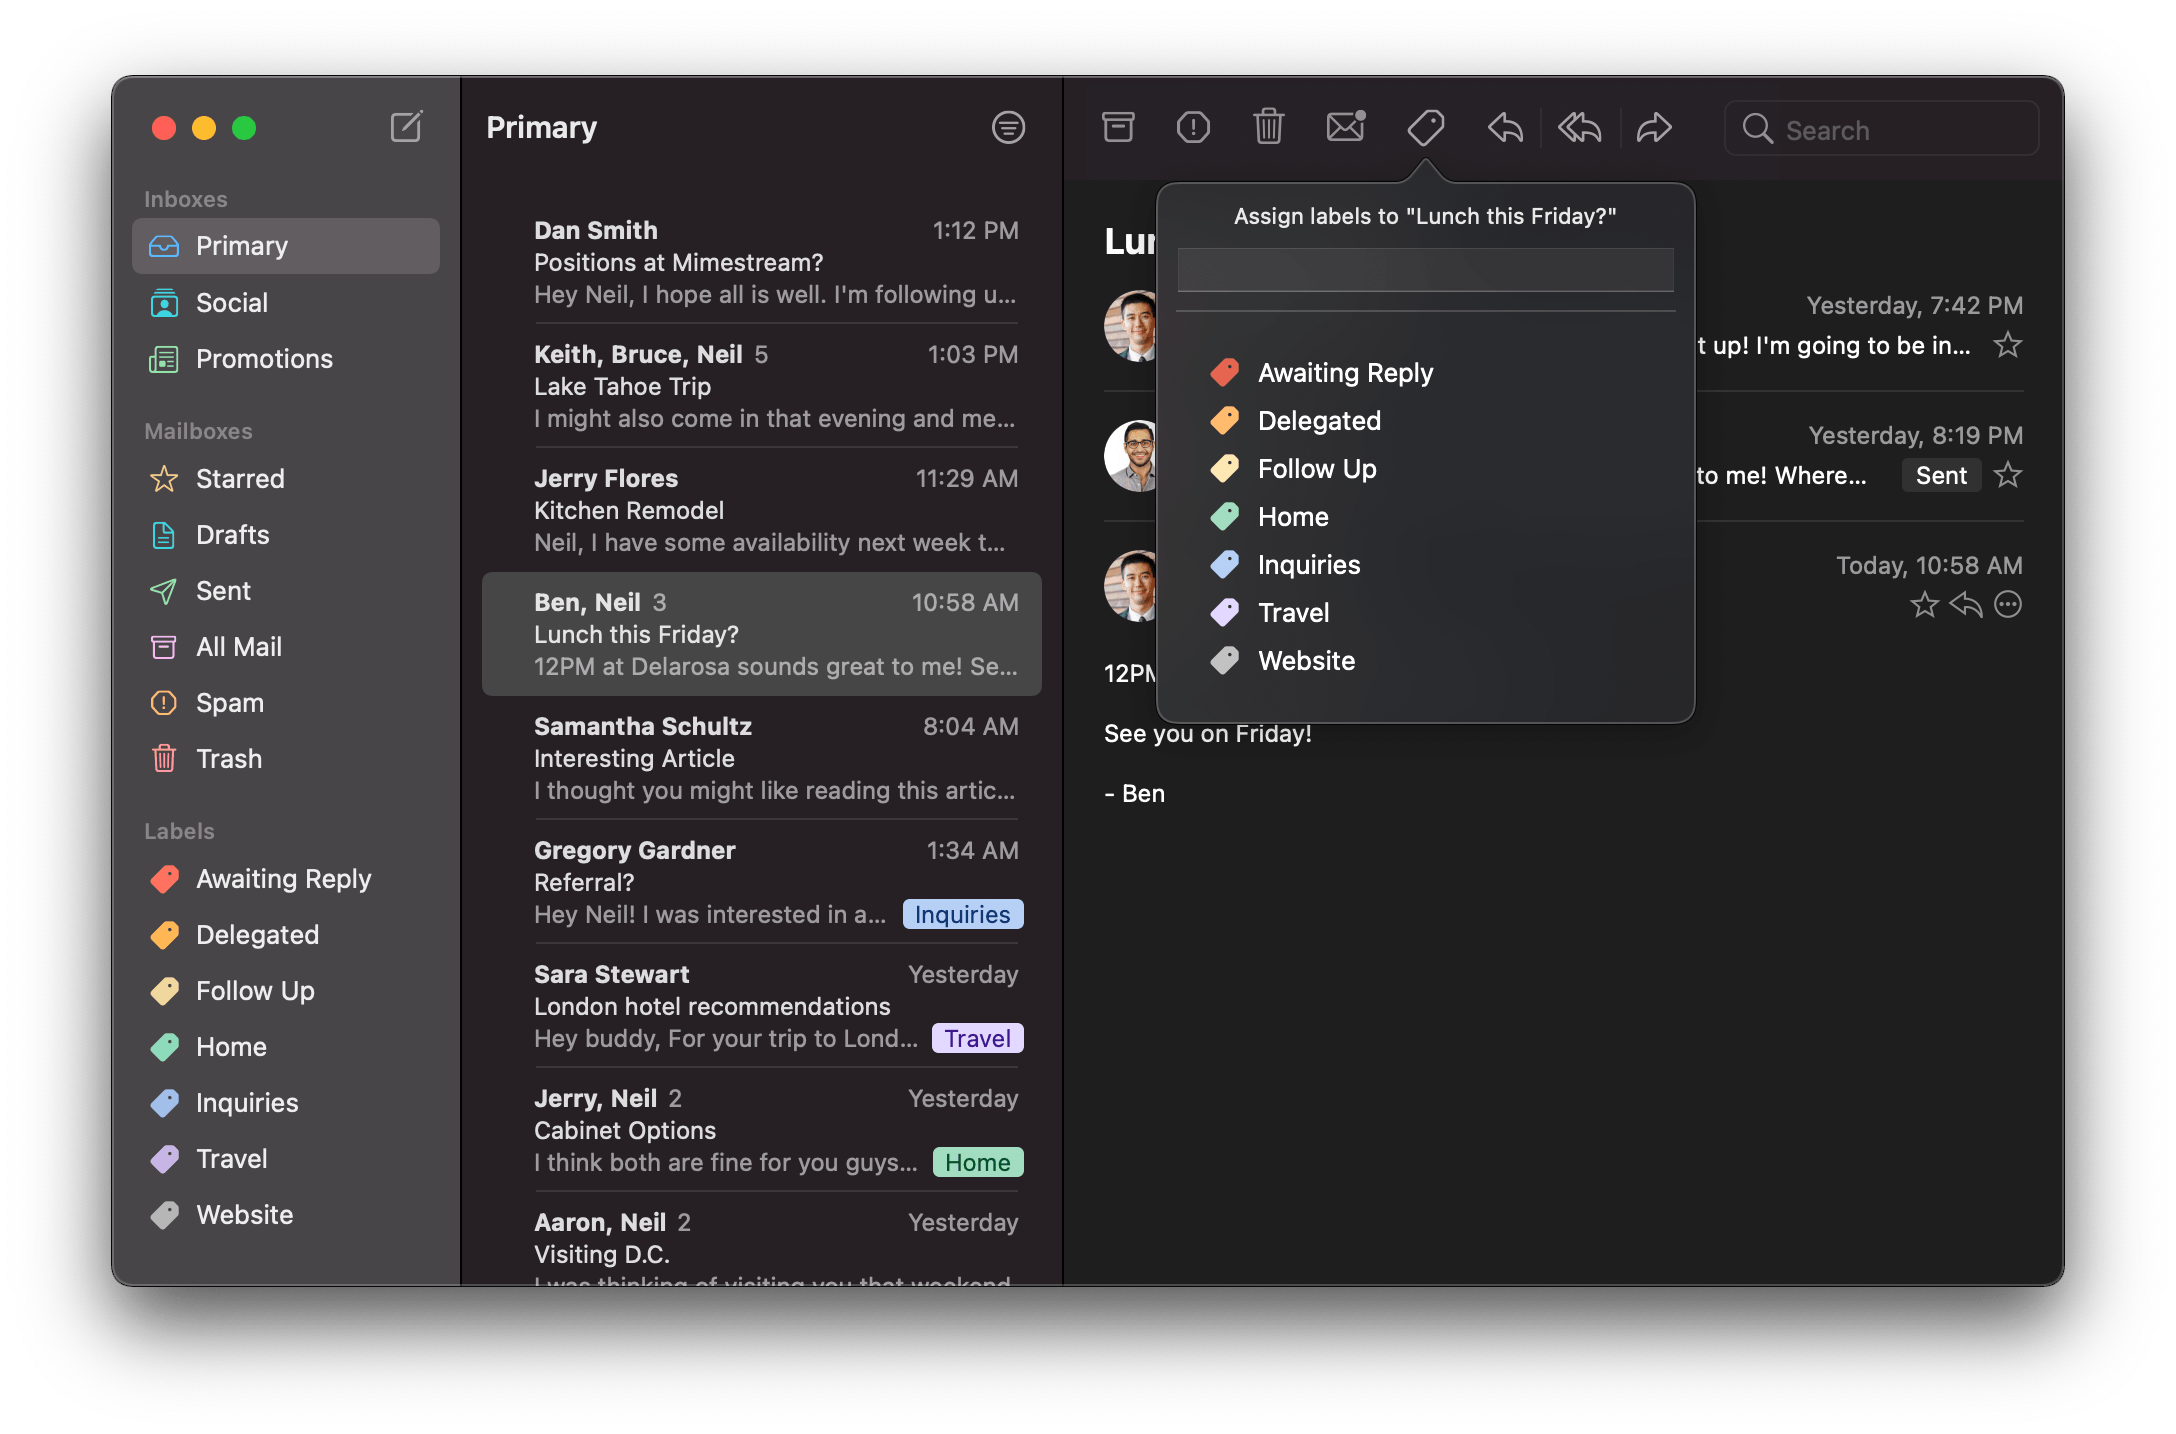 Inboxes
Primary
Social
Promotions
Mailboxes
Starred
Drafts
Sent
All Mail
Spam
Trash
Labels
Awaiting Reply
Delegated
Follow Up
Home
Inquiries
Travel
Website
Primary
Dan Smith 1:12 PM
Positions at Mimestream?
Hey Neil, I hope all is well. I'm following u...
Keith, Bruce, Neil 5 1:03 PM
Lake Tahoe Trip
I might also come in that evening and me...
Jerry Flores 11:29 AM
Kitchen Remodel
Neil, I have some availability next week t...
Ben, Neil 3 10:58 AM
Lunch this Friday?
12PM at Delarosa sounds great to me! Se...
Samantha Schultz 8:04 AM
Interesting Article
I thought you might like reading this artic...
Gregory Gardner 1:34 AM
Referral?
Hey Neil! I was interested in a... Inquiries
Sara Stewart Yesterday
London hotel recommendations
Hey buddy, For your trip to Lond... Travel
Jerry, Neil 2 Yesterday
Cabinet Options
I think both are fine for you guys... Home
Aaron, Neil 2 Yesterday
Visiting D.C.
I was thinking of visiting you that weekend
Search
Assign labels to "Lunch this Friday?"
Awaiting Reply
Delegated
Follow Up
Home
Inquiries
Travel
Website
Yesterday, 7:42 PM
t up! I'm going to be in...
Yesterday, 8:19 PM
to me! Where... Sent
Today, 10:58 AM
12PM
See you on Friday!
- Ben